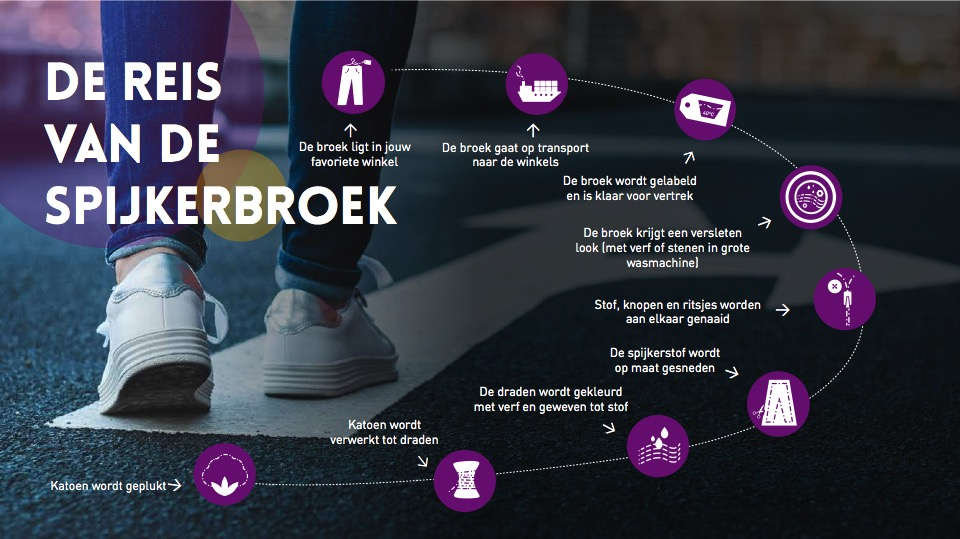 DE REIS
VAN DE
SPIJKERBROEK
De broek ligt in jouw
favoriete winkel
De broek gaat op transport
naar de winkels
De broek wordt gelabeld
en is klaar voor vertrek
De broek krijgt een versleten
look (met verf of stenen in grote
wasmachine)
Stof, knopen en ritsjes worden
aan elkaar genaaid
De spijkerstof wordt
op maat gesneden
De draden wordt gekleurd
met verf en geweven tot stof
Katoen wordt
verwerkt tot draden
Katoen wordt geplukt